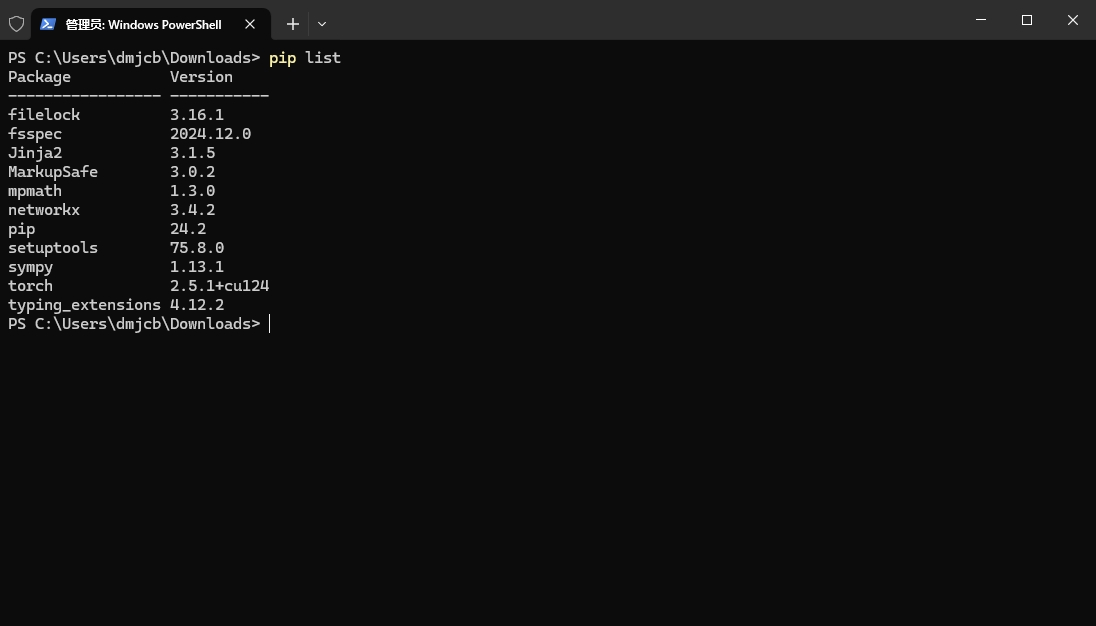 管理员: Windows PowerShell
PS C:\Users\dmjcb\Downloads> pip list
Package           Version
----------------- -----------
filelock          3.16.1
fsspec            2024.12.0
Jinja2            3.1.5
MarkupSafe        3.0.2
mpmath            1.3.0
networkx          3.4.2
pip               24.2
setuptools        75.8.0
sympy             1.13.1
torch             2.5.1+cu124
typing_extensions 4.12.2
PS C:\Users\dmjcb\Downloads>